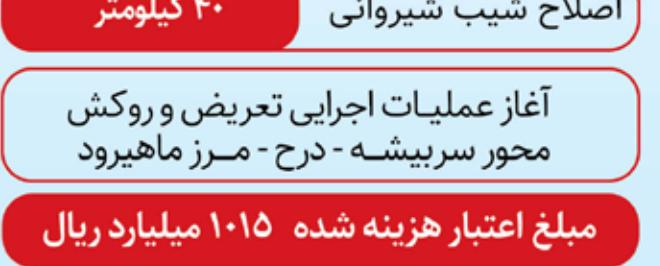 اصلاح شیب شیروانی ۴۰ کیلومتر
آغاز عملیات اجرایی تعریض و روکش
محور سربیشه - درح - مرز ماهیرود
مبلغ اعتبار هزینه شده ۱۰۱۵ میلیارد ریال